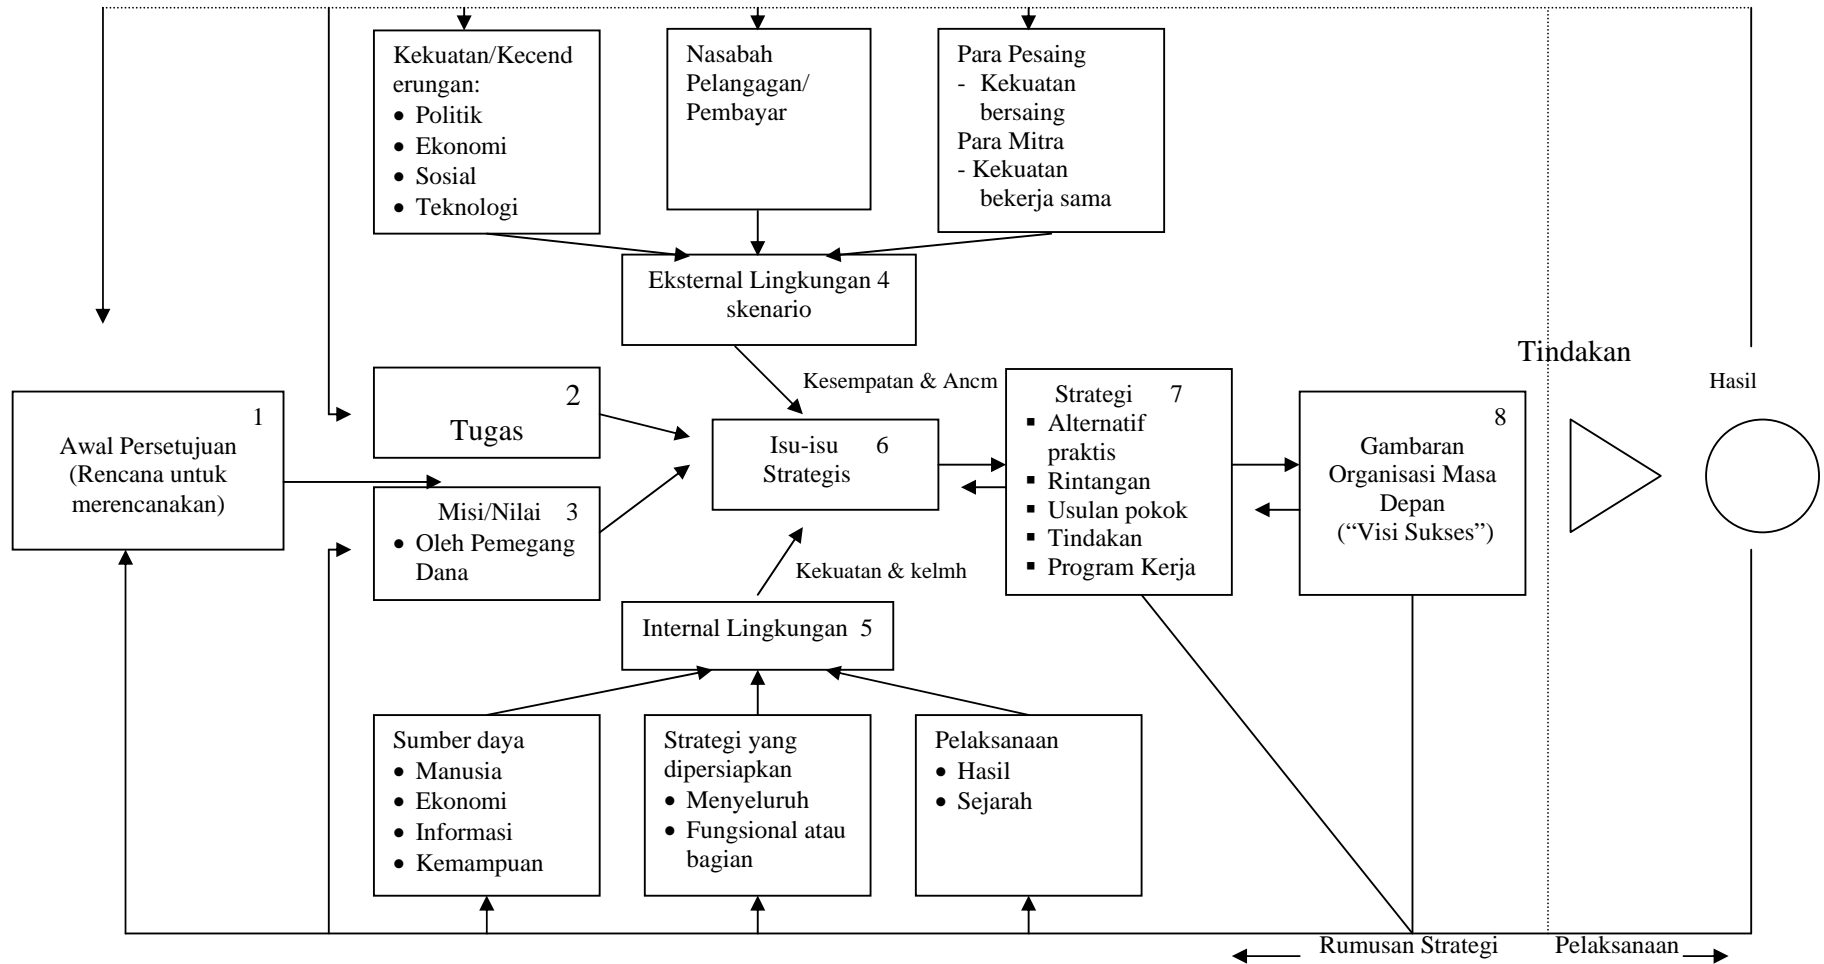 Kekuatan/Kecend
erungan:
• Politik
• Ekonomi
• Sosial
• Teknologi
Nasabah
Pelangagan/
Pembayar
Para Pesaing
- Kekuatan
bersaing
Para Mitra
- Kekuatan
bekerja sama
Eksternal Lingkungan 4
skenario
Tindakan
Hasil
Kesempatan & Ancm
1
Awal Persetujuan
(Rencana untuk
merencanakan)
2
Tugas
Misi/Nilai 3
• Oleh Pemegang
Dana
Isu-isu 6
Strategis
Strategi 7
▪ Alternatif
praktis
▪ Rintangan
▪ Usulan pokok
▪ Tindakan
▪ Program Kerja
8
Gambaran
Organisasi Masa
Depan
(“Visi Sukses”)
Kekuatan & kelmh
Internal Lingkungan 5
Sumber daya
• Manusia
• Ekonomi
• Informasi
• Kemampuan
Strategi yang
dipersiapkan
• Menyeluruh
• Fungsional atau
bagian
Pelaksanaan
• Hasil
• Sejarah
Rumusan Strategi
Pelaksanaan